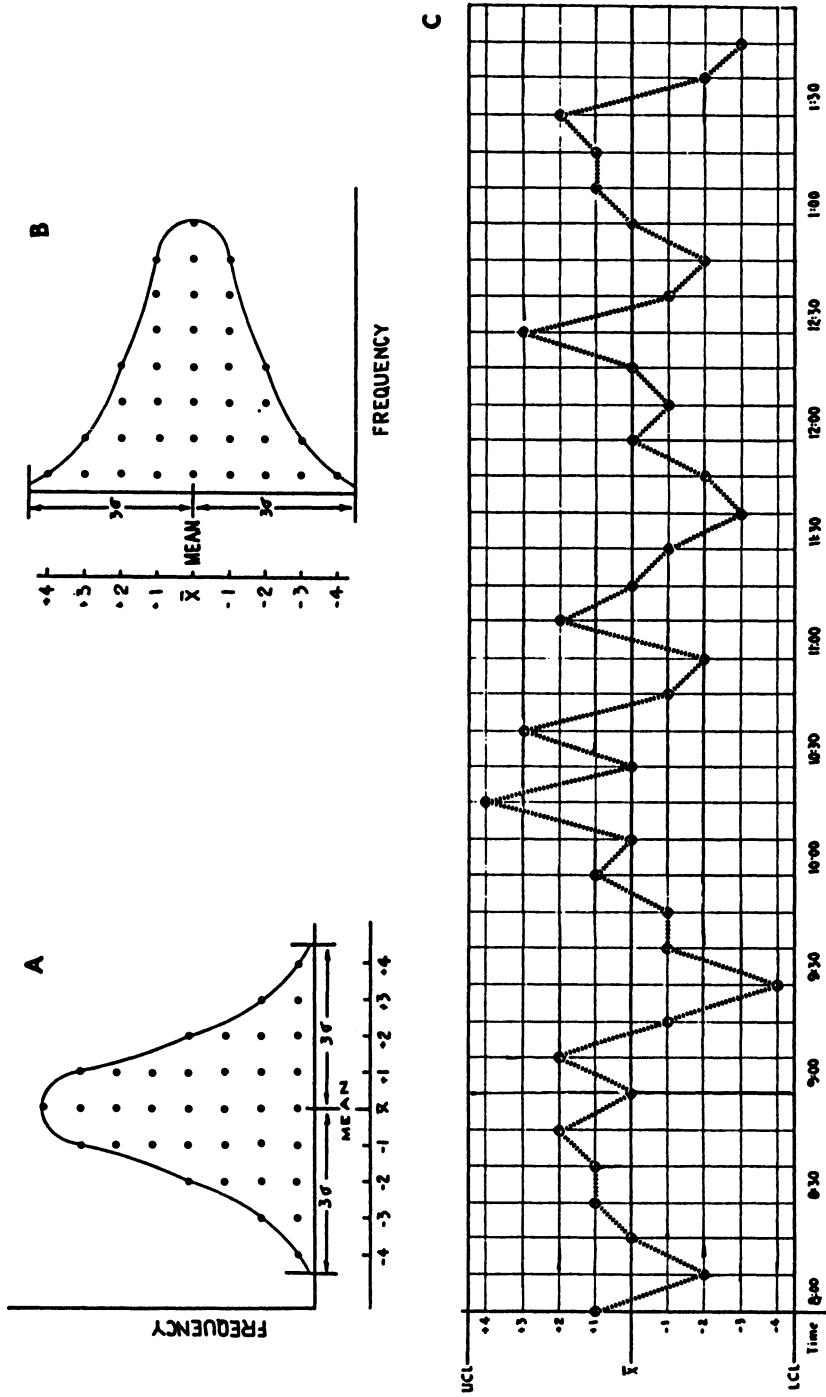 A
FREQUENCY
3σ 3σ
MEAN
-4 -3 -2 -1 X̄ +1 +2 +3 +4
B
+4
+3
+2
+1
X̄
-1
-2
-3
-4
MEAN
3σ
3σ
FREQUENCY
C
UCL
+4
+3
+2
+1
X̄
-1
-2
-3
-4
LCL
Time 8:00 8:30 9:00 9:30 10:00 10:30 11:00 11:30 12:00 12:30 1:00 1:30